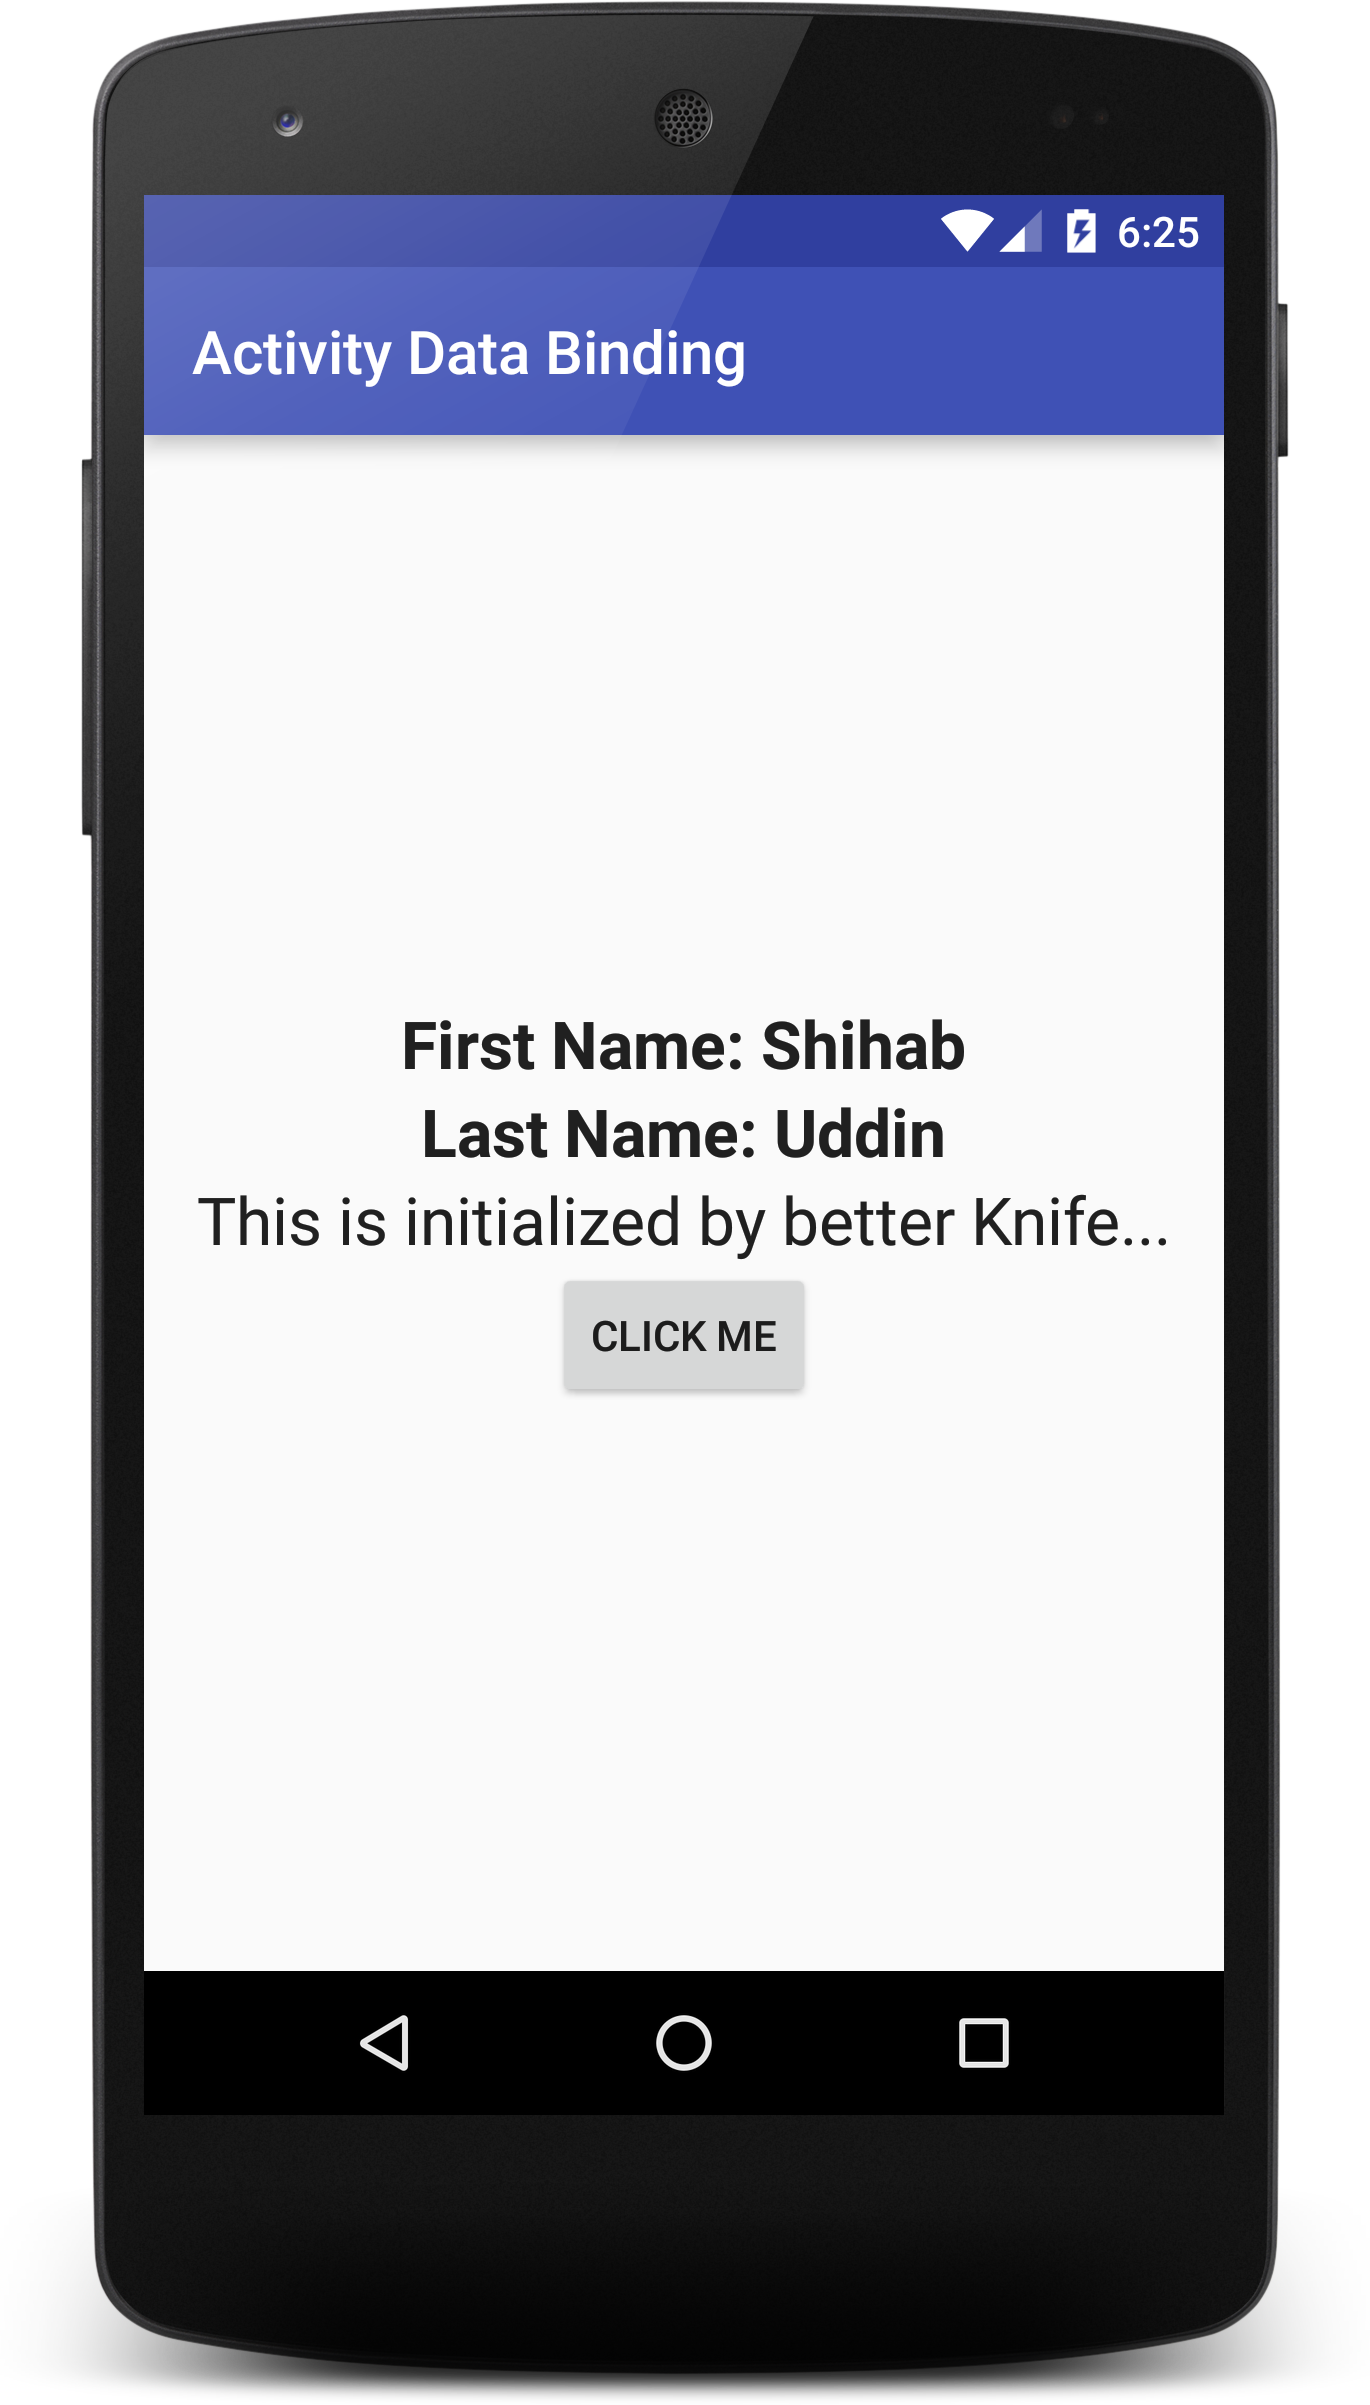 6:25
Activity Data Binding
First Name: Shihab
Last Name: Uddin
This is initialized by better Knife...
CLICK ME